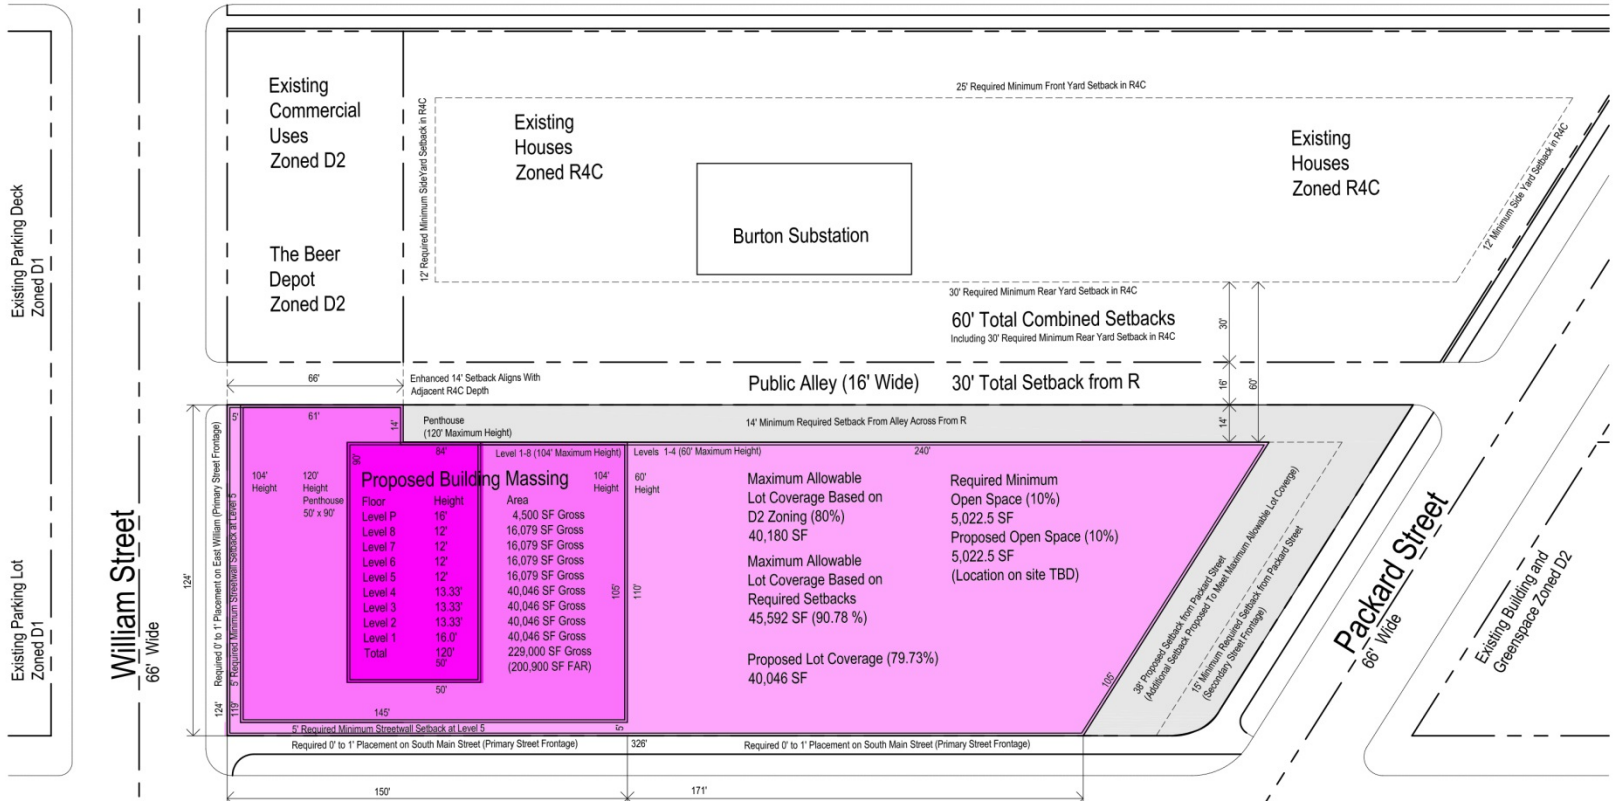 Existing Parking Deck
Zoned D1
Existing Parking Lot
Zoned D1
William Street
66' Wide
Existing
Commercial
Uses
Zoned D2
The Beer
Depot
Zoned D2
25' Required Minimum Front Yard Setback in R4C
12' Required Minimum SideYard Setback in R4C
Existing
Houses
Zoned R4C
Burton Substation
Existing
Houses
Zoned R4C
12' Minimum Side Yard Setback in R4C
30' Required Minimum Rear Yard Setback in R4C
60' Total Combined Setbacks
Including 30' Required Minimum Rear Yard Setback in R4C
30'
16'
60'
14'
66'
Enhanced 14' Setback Aligns With
Adjacent R4C Depth
Public Alley (16' Wide)
30' Total Setback from R
5'
61'
14'
Penthouse
(120' Maximum Height)
14' Minimum Required Setback From Alley Across From R
84'
Level 1-8 (104' Maximum Height)
Levels 1-4 (60' Maximum Height)
240'
124'
Required 0' to 1' Placement on East William (Primary Street Frontage)
5' Required Minimum Streetwall Setback at Level 5
124'
119'
104'
Height
120'
Height
Penthouse
50' x 90'
90'
Proposed Building Massing
Floor Height Area
Level P 16' 4,500 SF Gross
Level 8 12' 16,079 SF Gross
Level 7 12' 16,079 SF Gross
Level 6 12' 16,079 SF Gross
Level 5 12' 16,079 SF Gross
Level 4 13.33' 40,046 SF Gross
Level 3 13.33' 40,046 SF Gross
Level 2 13.33' 40,046 SF Gross
Level 1 16.0' 40,046 SF Gross
Total 120' 229,000 SF Gross
50' (200,900 SF FAR)
50'
104'
Height
60'
Height
105'
110'
Maximum Allowable
Lot Coverage Based on
D2 Zoning (80%)
40,180 SF
Maximum Allowable
Lot Coverage Based on
Required Setbacks
45,592 SF (90.78 %)
Proposed Lot Coverage (79.73%)
40,046 SF
Required Minimum
Open Space (10%)
5,022.5 SF
Proposed Open Space (10%)
5,022.5 SF
(Location on site TBD)
105'
38' Proposed Setback from Packard Street
(Additional Setback Proposed To Meet Maximum Allowable Lot Coverge)
15' Minimum Required Setback from Packard Street
(Secondary Street Frontage)
Packard Street
66' Wide
Existing Building and
Greenspace Zoned D2
145'
5' Required Minimum Streetwall Setback at Level 5
5'
Required 0' to 1' Placement on South Main Street (Primary Street Frontage)
326'
Required 0' to 1' Placement on South Main Street (Primary Street Frontage)
150'
171'